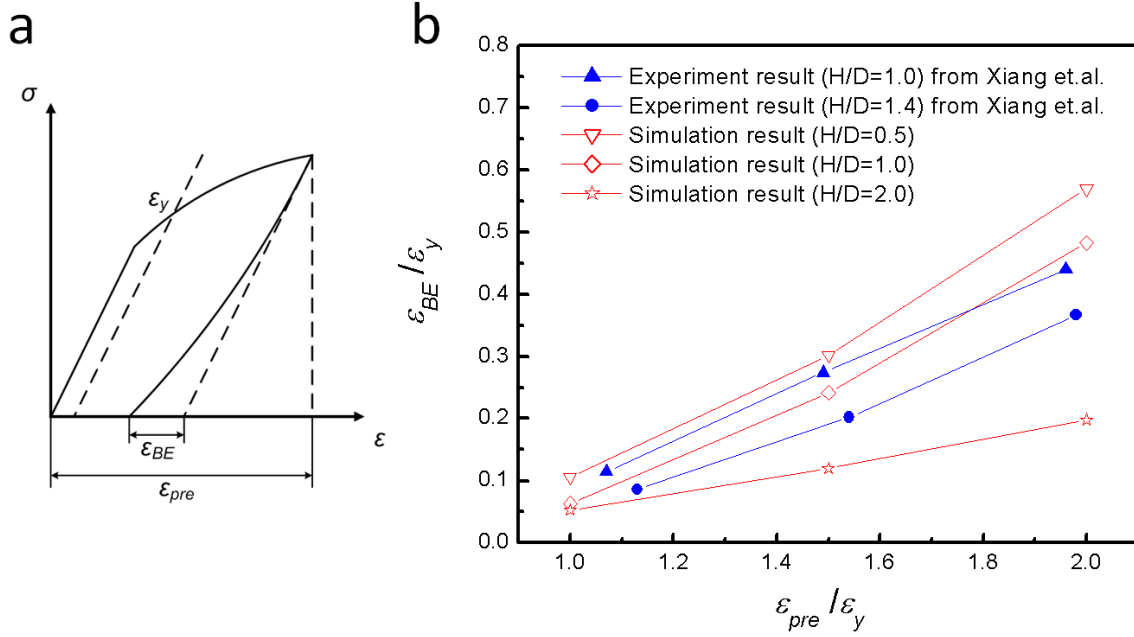 a
σ
ε_y
ε
ε_BE
ε_pre
b
0.8
0.7
0.6
0.5
0.4
0.3
0.2
0.1
0.0
ε_BE/ε_y
Experiment result (H/D=1.0) from Xiang et.al.
Experiment result (H/D=1.4) from Xiang et.al.
Simulation result (H/D=0.5)
Simulation result (H/D=1.0)
Simulation result (H/D=2.0)
1.0 1.2 1.4 1.6 1.8 2.0
ε_pre/ε_y